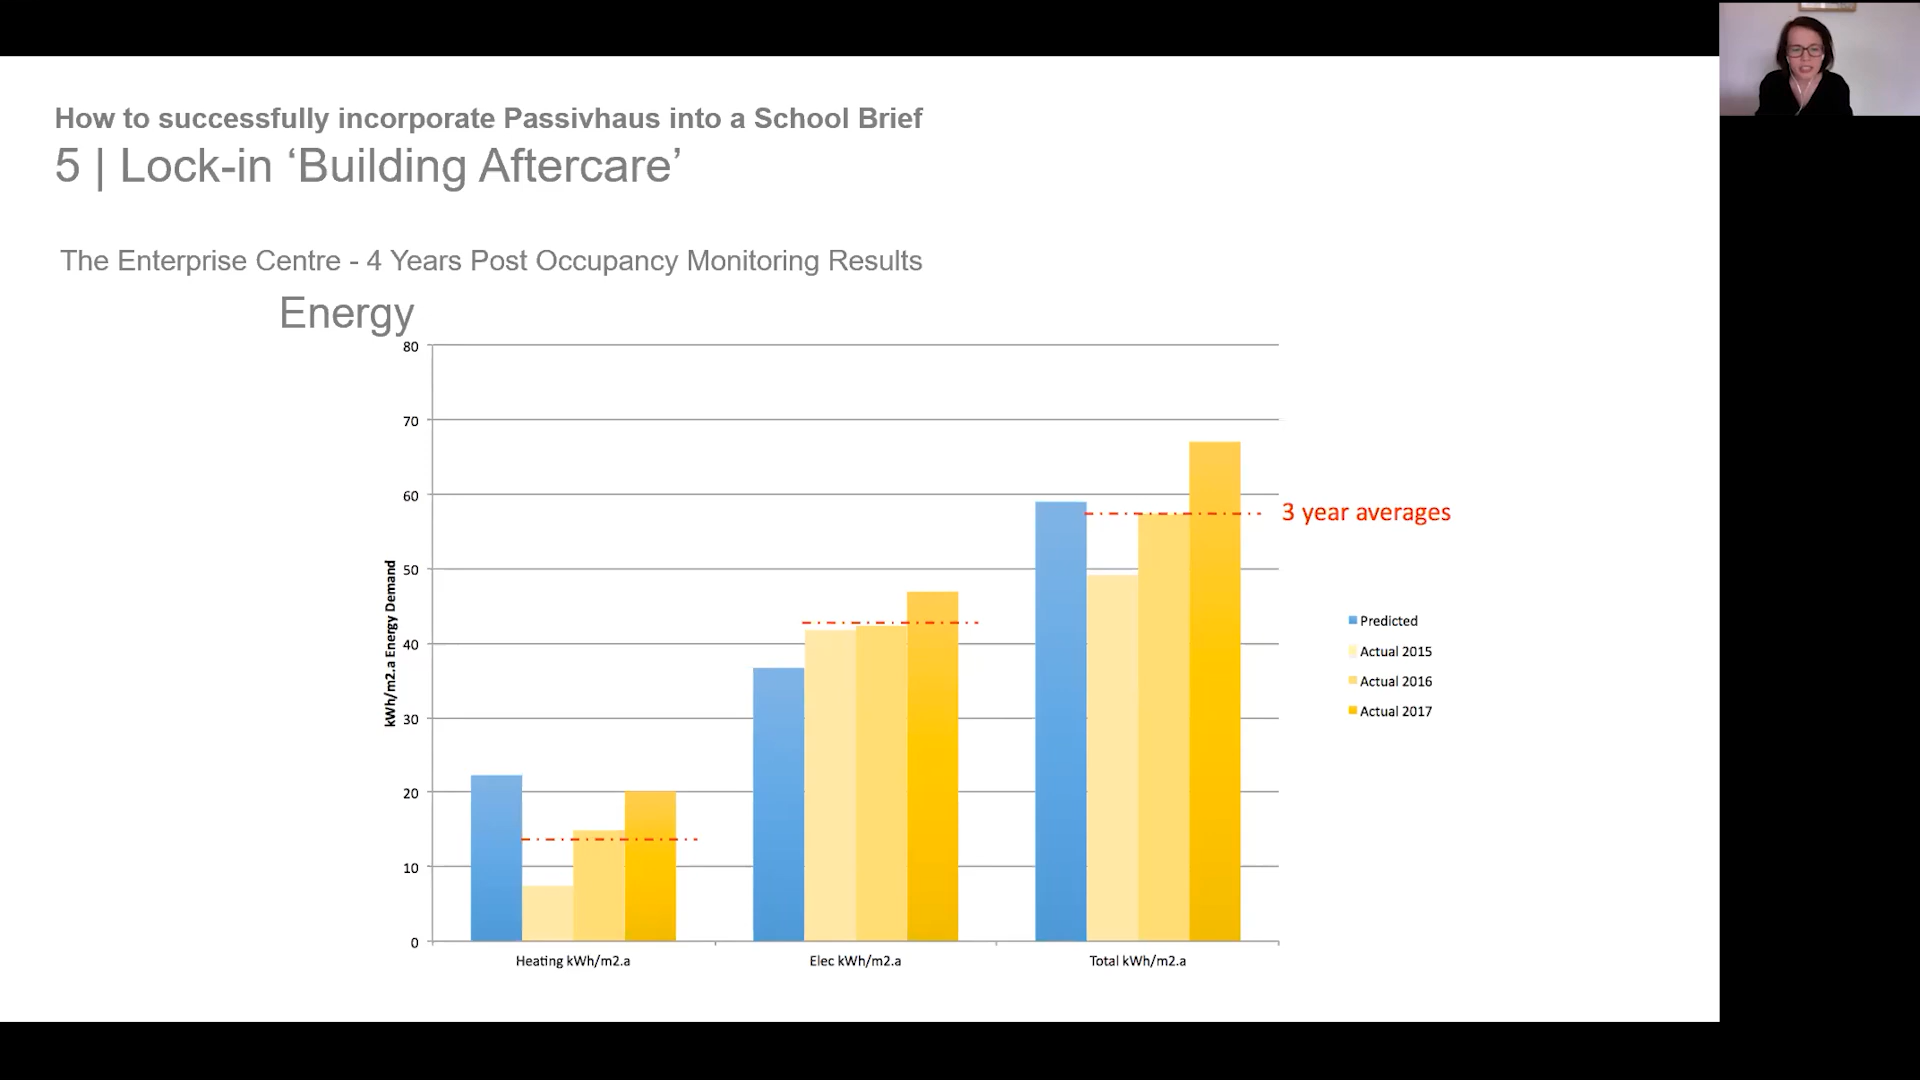 How to successfully incorporate Passivhaus into a School Brief
5 | Lock-in ‘Building Aftercare’
The Enterprise Centre - 4 Years Post Occupancy Monitoring Results
Energy
80
70
60
50
40
30
20
10
0
kWh/m2.a Energy Demand
3 year averages
Predicted
Actual 2015
Actual 2016
Actual 2017
Heating kWh/m2.a
Elec kWh/m2.a
Total kWh/m2.a